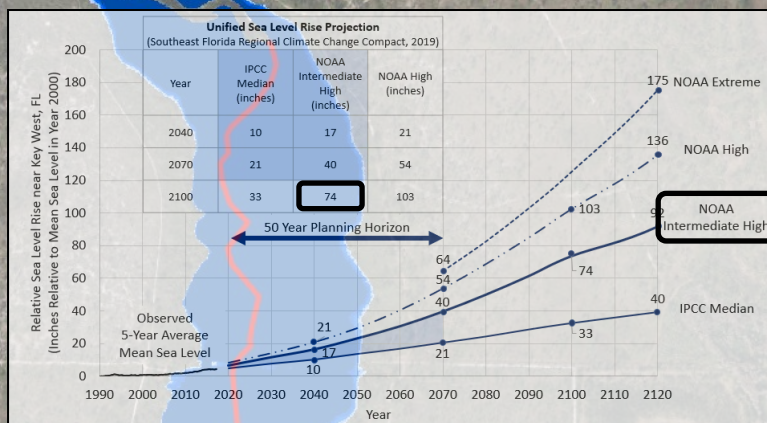 Unified Sea Level Rise Projection
(Southeast Florida Regional Climate Change Compact, 2019)
Year
IPCC
Median
(inches)
NOAA
Intermediate
High
(inches)
NOAA High
(inches)
2040 10 17 21
2070 21 40 54
2100 33 74 103
50 Year Planning Horizon
Relative Sea Level Rise near Key West, FL
(Inches Relative to Mean Sea Level in Year 2000)
200
180
160
140
120
100
80
60
40
20
0
Observed
5-Year Average
Mean Sea Level
175 NOAA Extreme
136
NOAA High
103
92
NOAA
Intermediate High
74
64
54
40
40
IPCC Median
33
21
21
17
10
1990 2000 2010 2020 2030 2040 2050 2060 2070 2080 2090 2100 2110 2120
Year